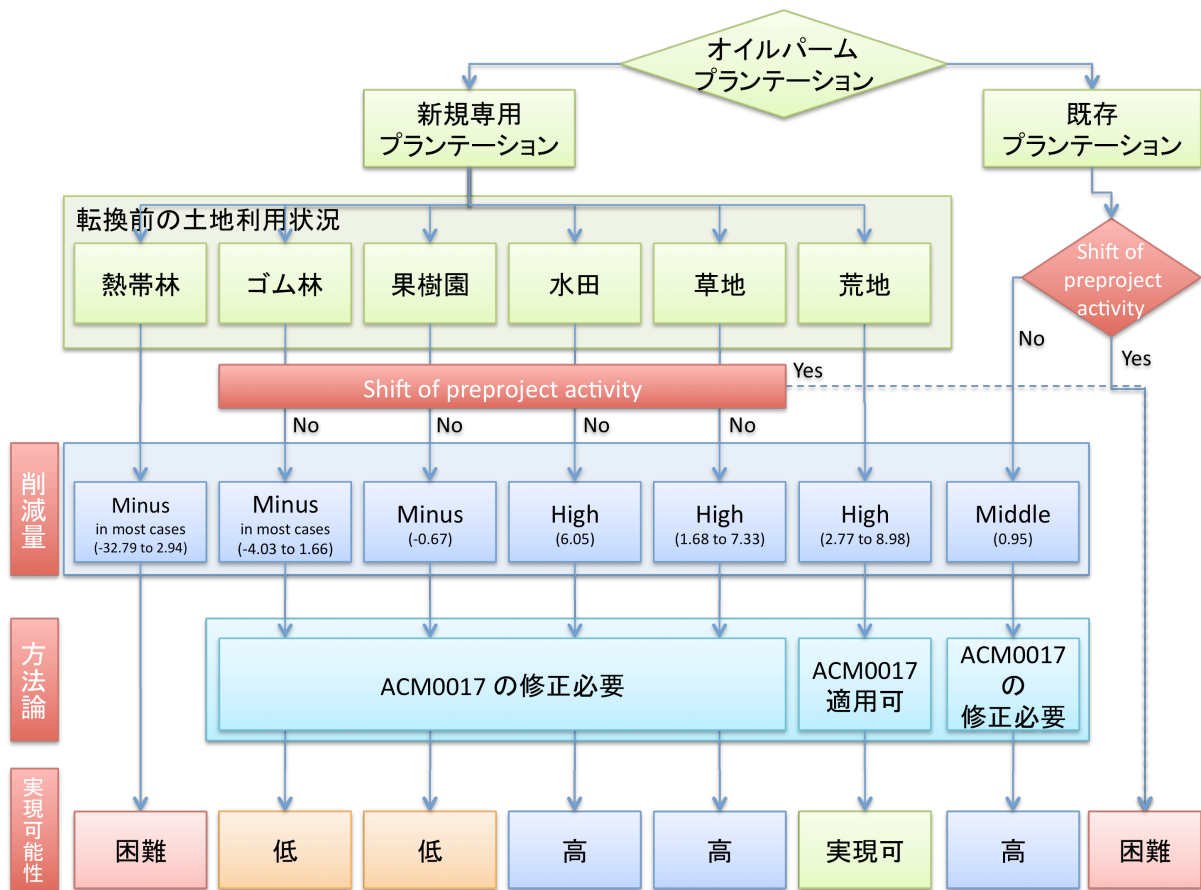 オイルパーム
プランテーション
新規専用
プランテーション
既存
プランテーション
転換前の土地利用状況
熱帯林
ゴム林
果樹園
水田
草地
荒地
Shift of
preproject
activity
No
Yes
Shift of preproject activity
Yes
No
No
No
No
削減量
Minus
in most cases
(-32.79 to 2.94)
Minus
in most cases
(-4.03 to 1.66)
Minus
(-0.67)
High
(6.05)
High
(1.68 to 7.33)
High
(2.77 to 8.98)
Middle
(0.95)
方法論
ACM0017 の修正必要
ACM0017
適用可
ACM0017
の
修正必要
実現可能性
困難
低
低
高
高
実現可
高
困難